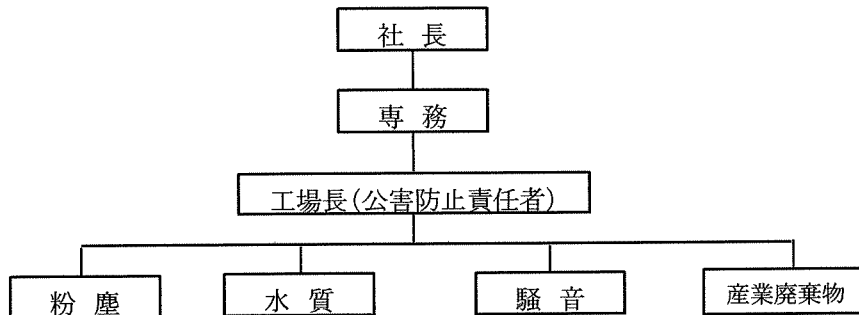 社 長
専 務
工場長(公害防止責任者)
粉 塵
水 質
騒 音
産業廃棄物